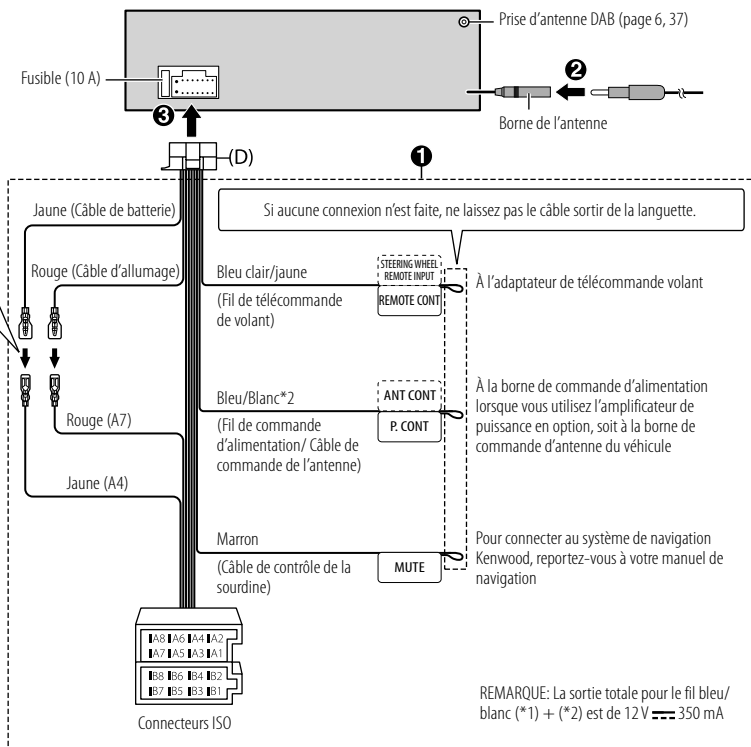 Prise d'antenne DAB (page 6, 37)
Fusible (10 A)
2
3
Borne de l'antenne
(D)
1
Jaune (Câble de batterie)
Si aucune connexion n'est faite, ne laissez pas le câble sortir de la languette.
Rouge (Câble d'allumage)
Bleu clair/jaune
(Fil de télécommande
de volant)
STEERING WHEEL
REMOTE INPUT
REMOTE CONT
À l'adaptateur de télécommande volant
Bleu/Blanc*2
(Fil de commande
d'alimentation/ Câble de
commande de l'antenne)
ANT CONT
P. CONT
À la borne de commande d'alimentation
lorsque vous utilisez l'amplificateur de
puissance en option, soit à la borne de
commande d'antenne du véhicule
Rouge (A7)
Jaune (A4)
Marron
(Câble de contrôle de la
sourdine)
MUTE
Pour connecter au système de navigation
Kenwood, reportez-vous à votre manuel de
navigation
A8 A6 A4 A2
A7 A5 A3 A1
B8 B6 B4 B2
B7 B5 B3 B1
Connecteurs ISO
REMARQUE: La sortie totale pour le fil bleu/
blanc (*1) + (*2) est de 12 V ⎓ 350 mA